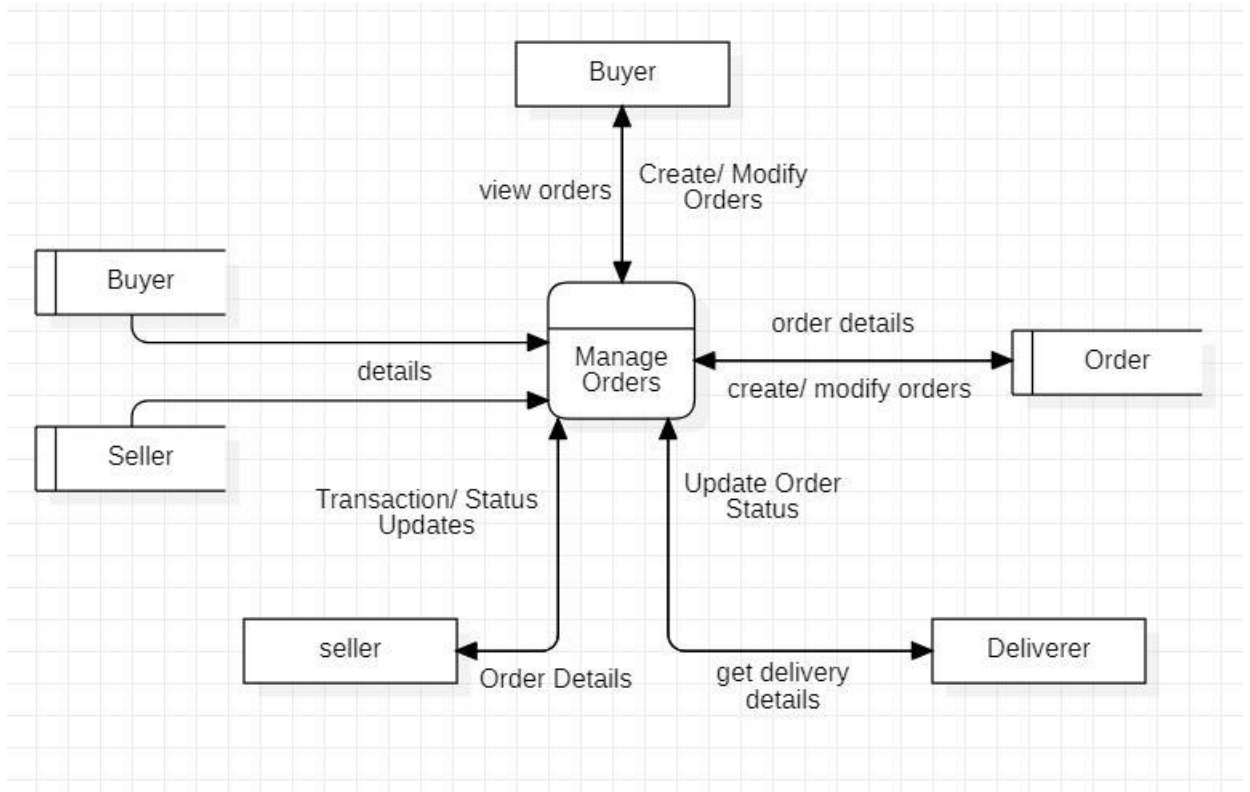 Buyer
view orders
Create/ Modify
Orders
Buyer
details
Seller
Manage
Orders
order details
create/ modify orders
Order
Transaction/ Status
Updates
Update Order
Status
seller
Order Details
get delivery
details
Deliverer